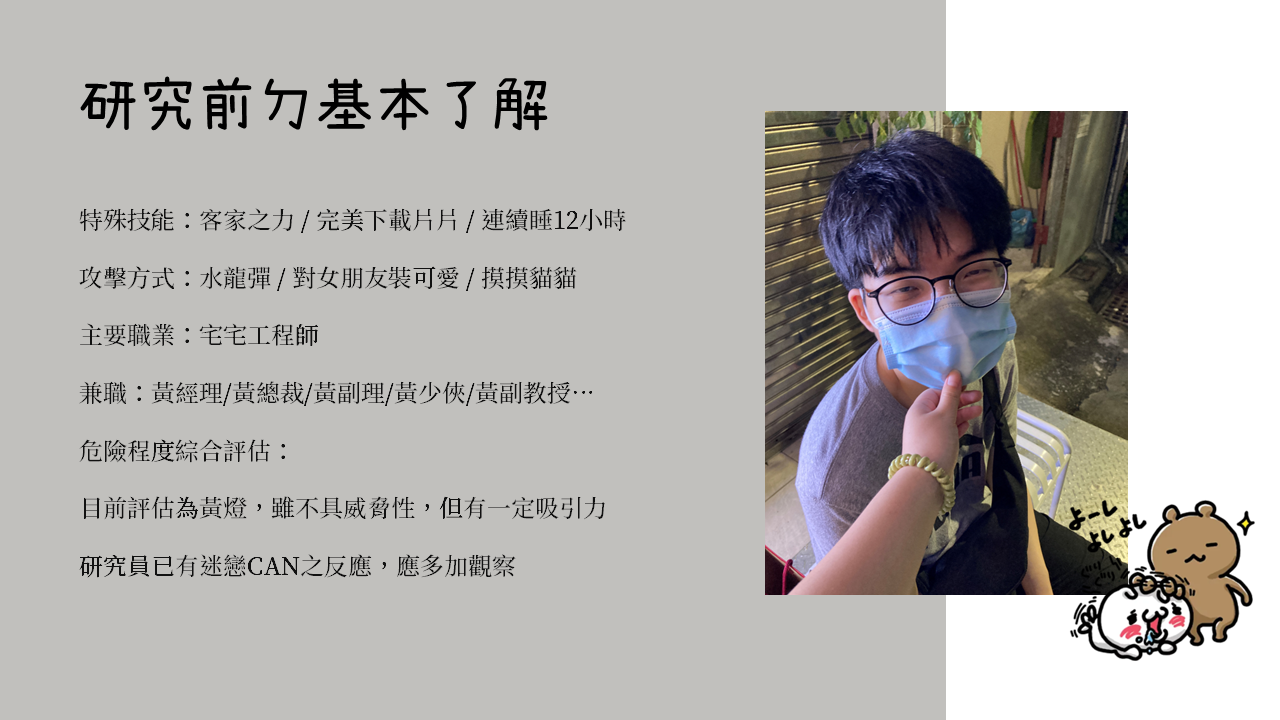 研究前ㄉ基本了解
特殊技能：客家之力 / 完美下載片片 / 連續睡12小時
攻擊方式：水龍彈 / 對女朋友裝可愛 / 摸摸貓貓
主要職業：宅宅工程師
兼職：黃經理/黃總裁/黃副理/黃少俠/黃副教授…
危險程度綜合評估：
目前評估為黃燈，雖不具威脅性，但有一定吸引力
研究員已有迷戀CAN之反應，應多加觀察
よーし
よしよし